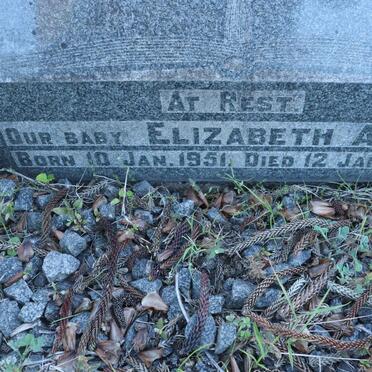 AT REST
OUR BABY ELIZABETH A
BORN 10 JAN. 1951. DIED 12 JA